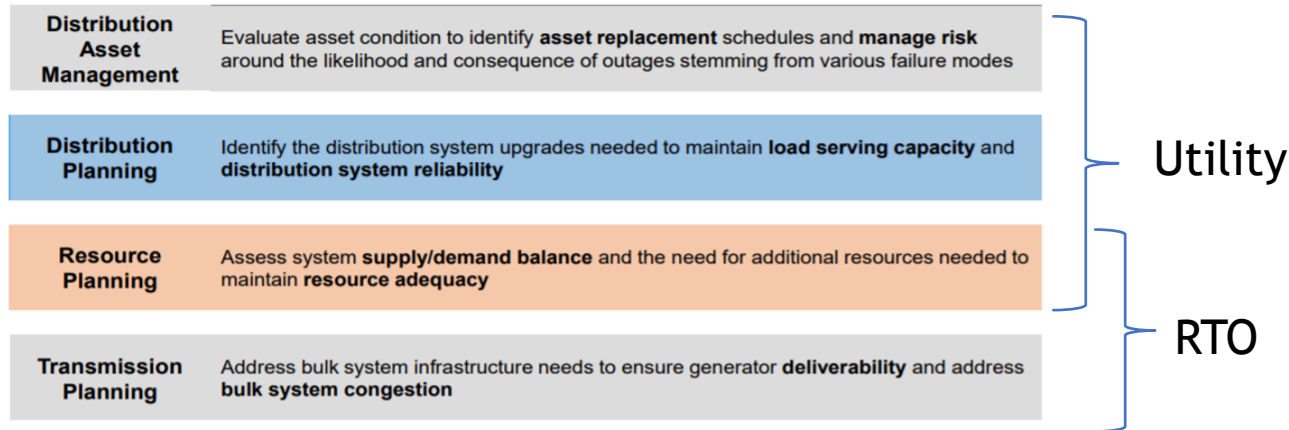 Distribution
Asset
Management
Evaluate asset condition to identify asset replacement schedules and manage risk
around the likelihood and consequence of outages stemming from various failure modes
Distribution
Planning
Identify the distribution system upgrades needed to maintain load serving capacity and
distribution system reliability
Utility
Resource
Planning
Assess system supply/demand balance and the need for additional resources needed to
maintain resource adequacy
RTO
Transmission
Planning
Address bulk system infrastructure needs to ensure generator deliverability and address
bulk system congestion